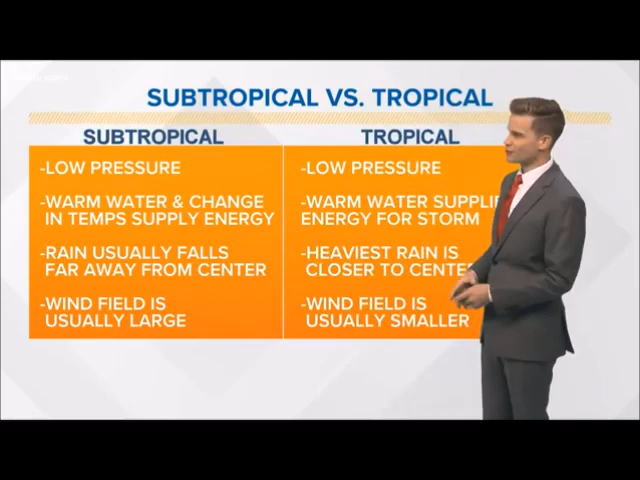 SUBTROPICAL VS. TROPICAL
SUBTROPICAL
-LOW PRESSURE
-WARM WATER & CHANGE
IN TEMPS SUPPLY ENERGY
-RAIN USUALLY FALLS
FAR AWAY FROM CENTER
-WIND FIELD IS
USUALLY LARGE
TROPICAL
-LOW PRESSURE
-WARM WATER SUPPLI
ENERGY FOR STORM
-HEAVIEST RAIN IS
CLOSER TO CENTE
-WIND FIELD IS
USUALLY SMALLER